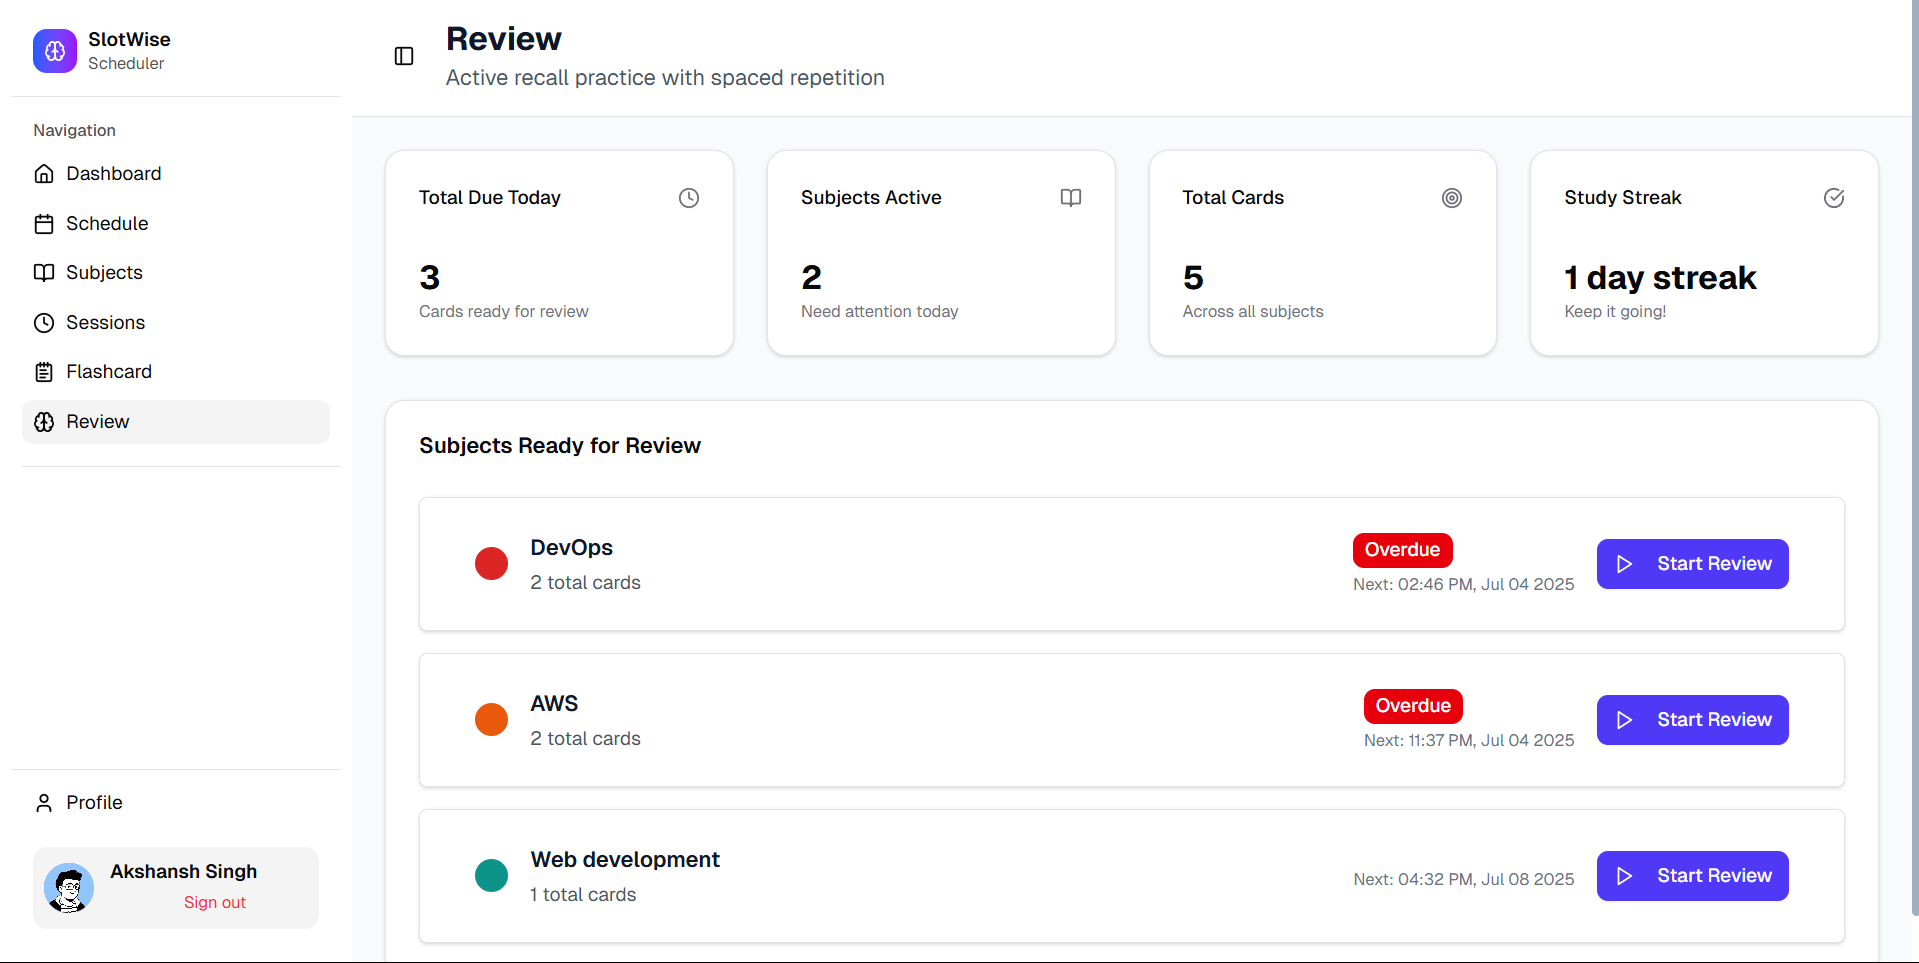 SlotWise
Scheduler
Navigation
Dashboard
Schedule
Subjects
Sessions
Flashcard
Review
Profile
Akshansh Singh
Sign out
Review
Active recall practice with spaced repetition
Total Due Today
3
Cards ready for review
Subjects Active
2
Need attention today
Total Cards
5
Across all subjects
Study Streak
1 day streak
Keep it going!
Subjects Ready for Review
DevOps
2 total cards
Overdue
Next: 02:46 PM, Jul 04 2025
Start Review
AWS
2 total cards
Overdue
Next: 11:37 PM, Jul 04 2025
Start Review
Web development
1 total cards
Next: 04:32 PM, Jul 08 2025
Start Review